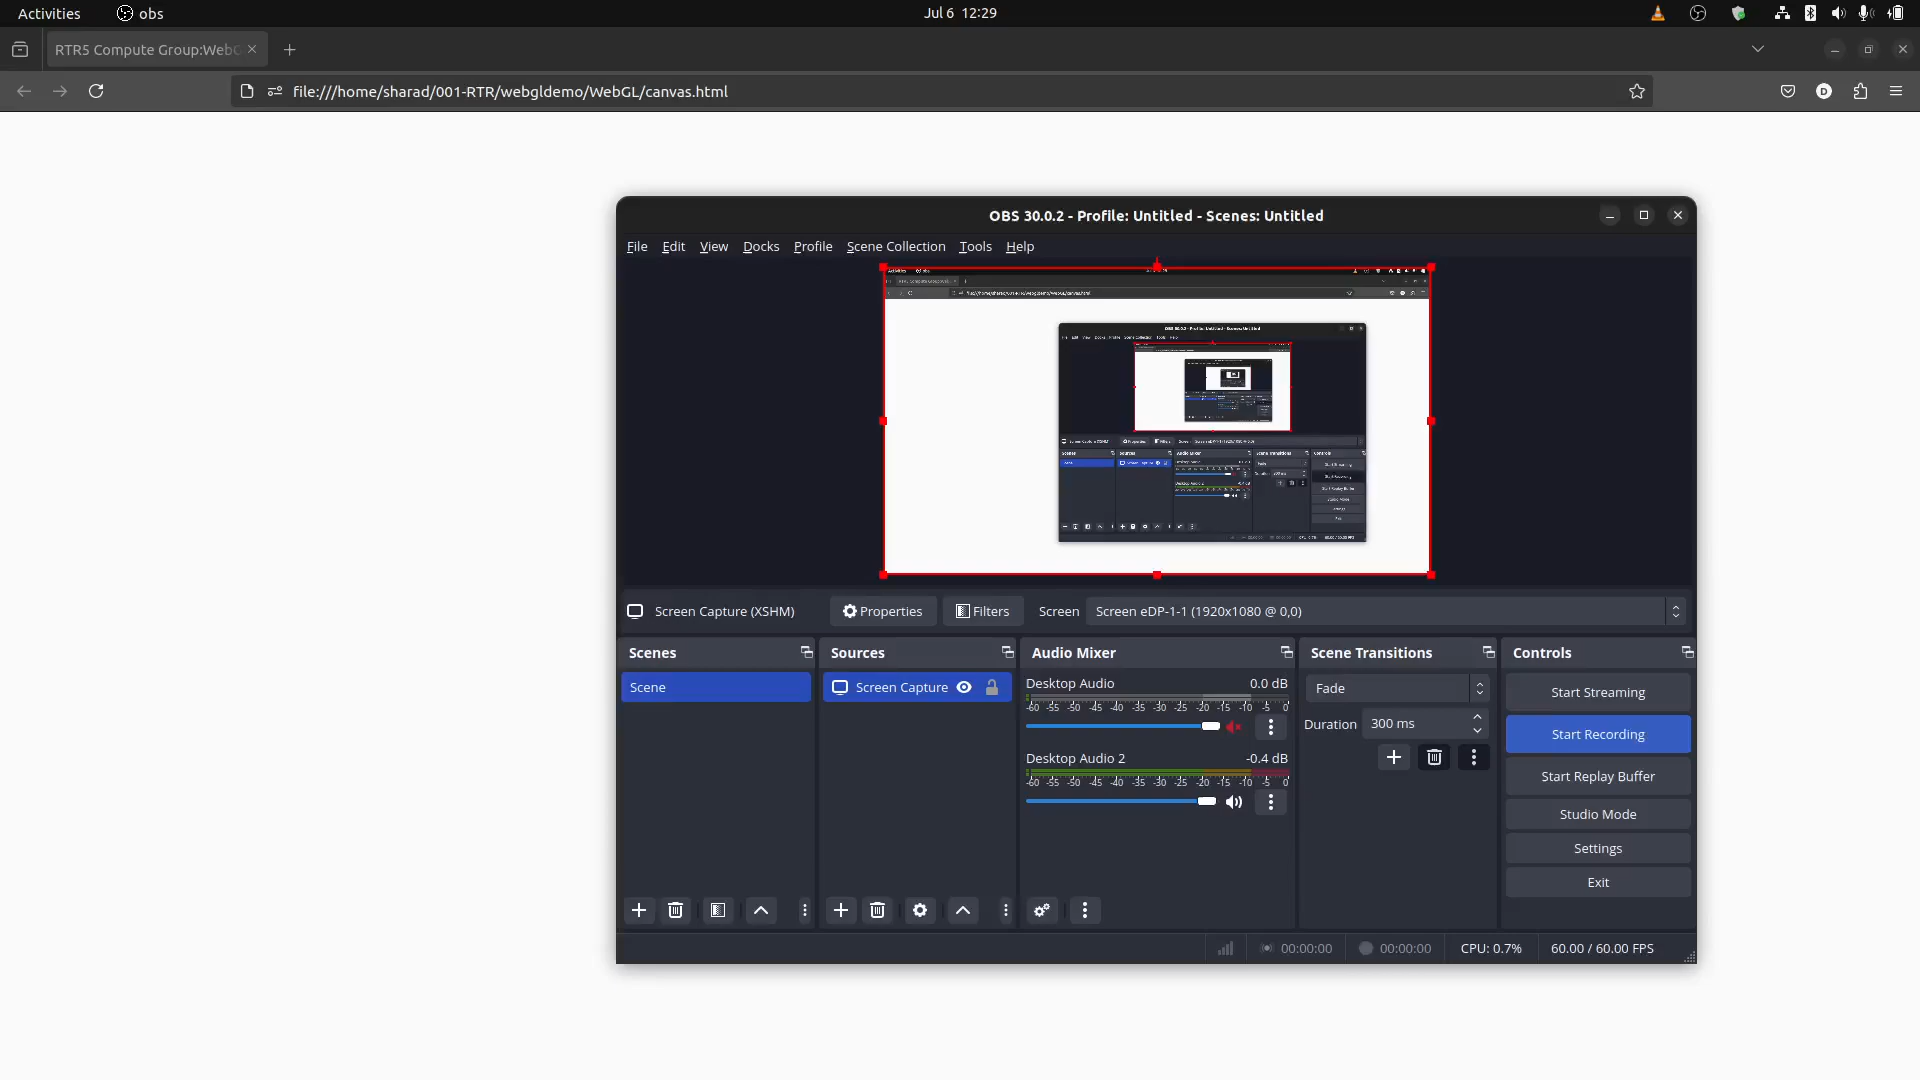 Activities obs Jul 6 12:29
RTR5 Compute Group:WebG
file:///home/sharad/001-RTR/webgldemo/WebGL/canvas.html
D
OBS 30.0.2 - Profile: Untitled - Scenes: Untitled
File Edit View Docks Profile Scene Collection Tools Help
Screen Capture (XSHM) Properties Filters Screen Screen eDP-1-1 (1920x1080 @ 0,0)
Scenes Sources Audio Mixer Scene Transitions Controls
Scene
Screen Capture
Desktop Audio 0.0 dB
-60 -55 -50 -45 -40 -35 -30 -25 -20 -15 -10 -5 0
Desktop Audio 2 -0.4 dB
-60 -55 -50 -45 -40 -35 -30 -25 -20 -15 -10 -5 0
Fade
Duration 300 ms
Start Streaming
Start Recording
Start Replay Buffer
Studio Mode
Settings
Exit
00:00:00 00:00:00 CPU: 0.7% 60.00 / 60.00 FPS